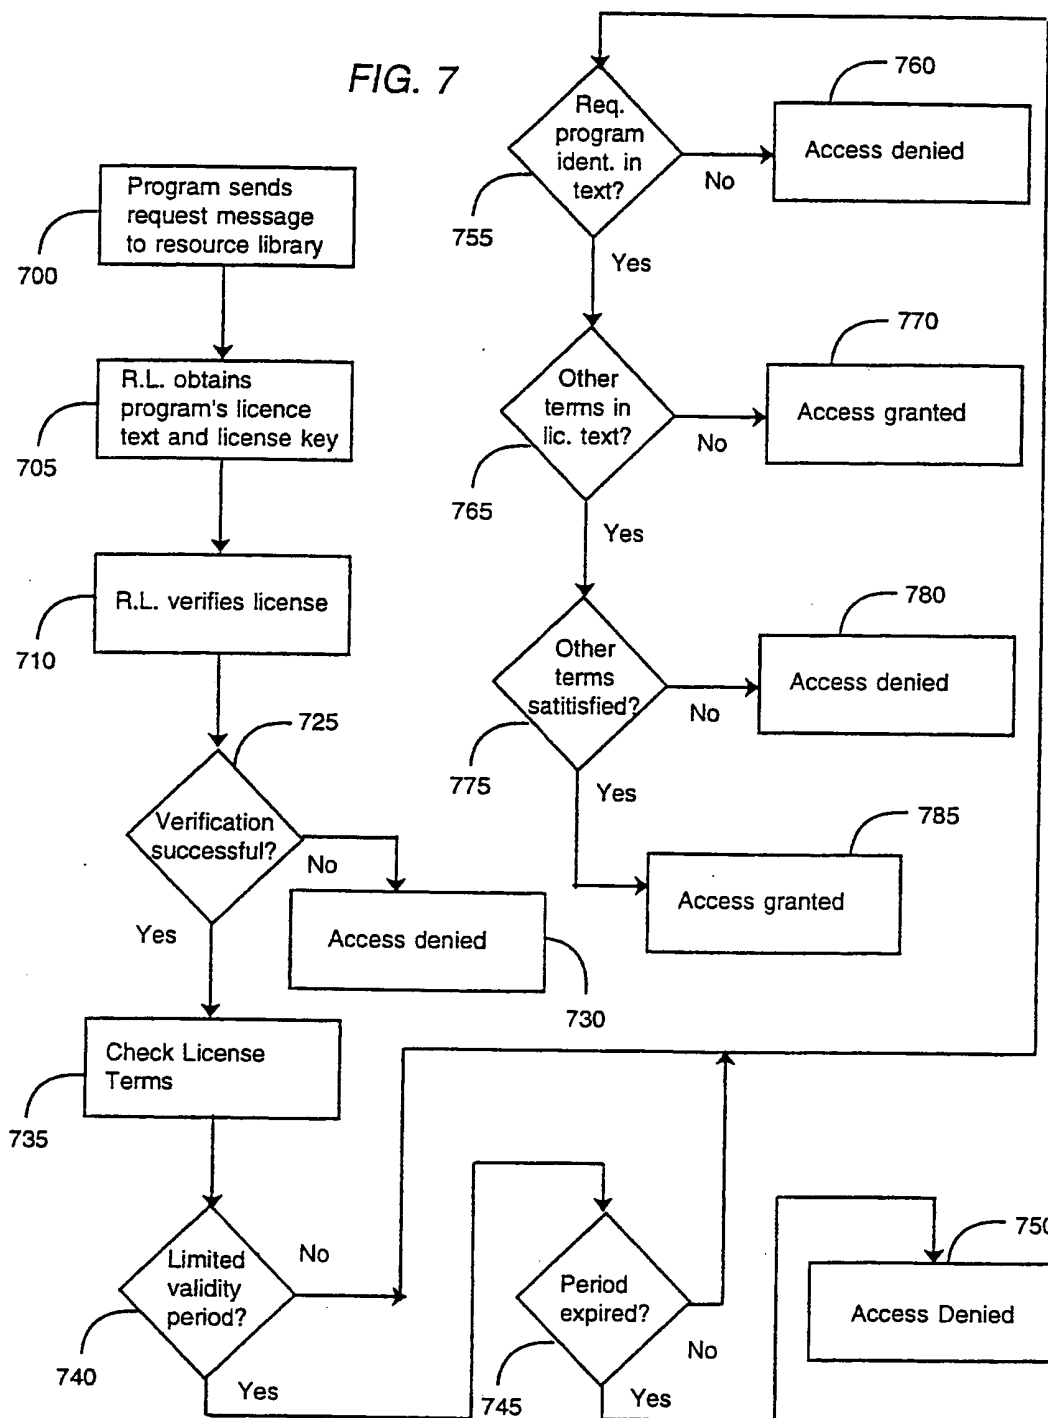 FIG. 7
Program sends
request message
to resource library
700
R.L. obtains
program's licence
text and license key
705
R.L. verifies license
710
725
Verification
successful?
No
Yes
Access denied
730
Check License
Terms
735
Limited
validity
period?
No
740
Yes
Period
expired?
No
745
Yes
750
Access Denied
Req.
program
ident. in
text?
755
No
Yes
760
Access denied
Other
terms in
lic. text?
765
No
Yes
770
Access granted
Other
terms
satitisfied?
775
No
Yes
780
Access denied
785
Access granted